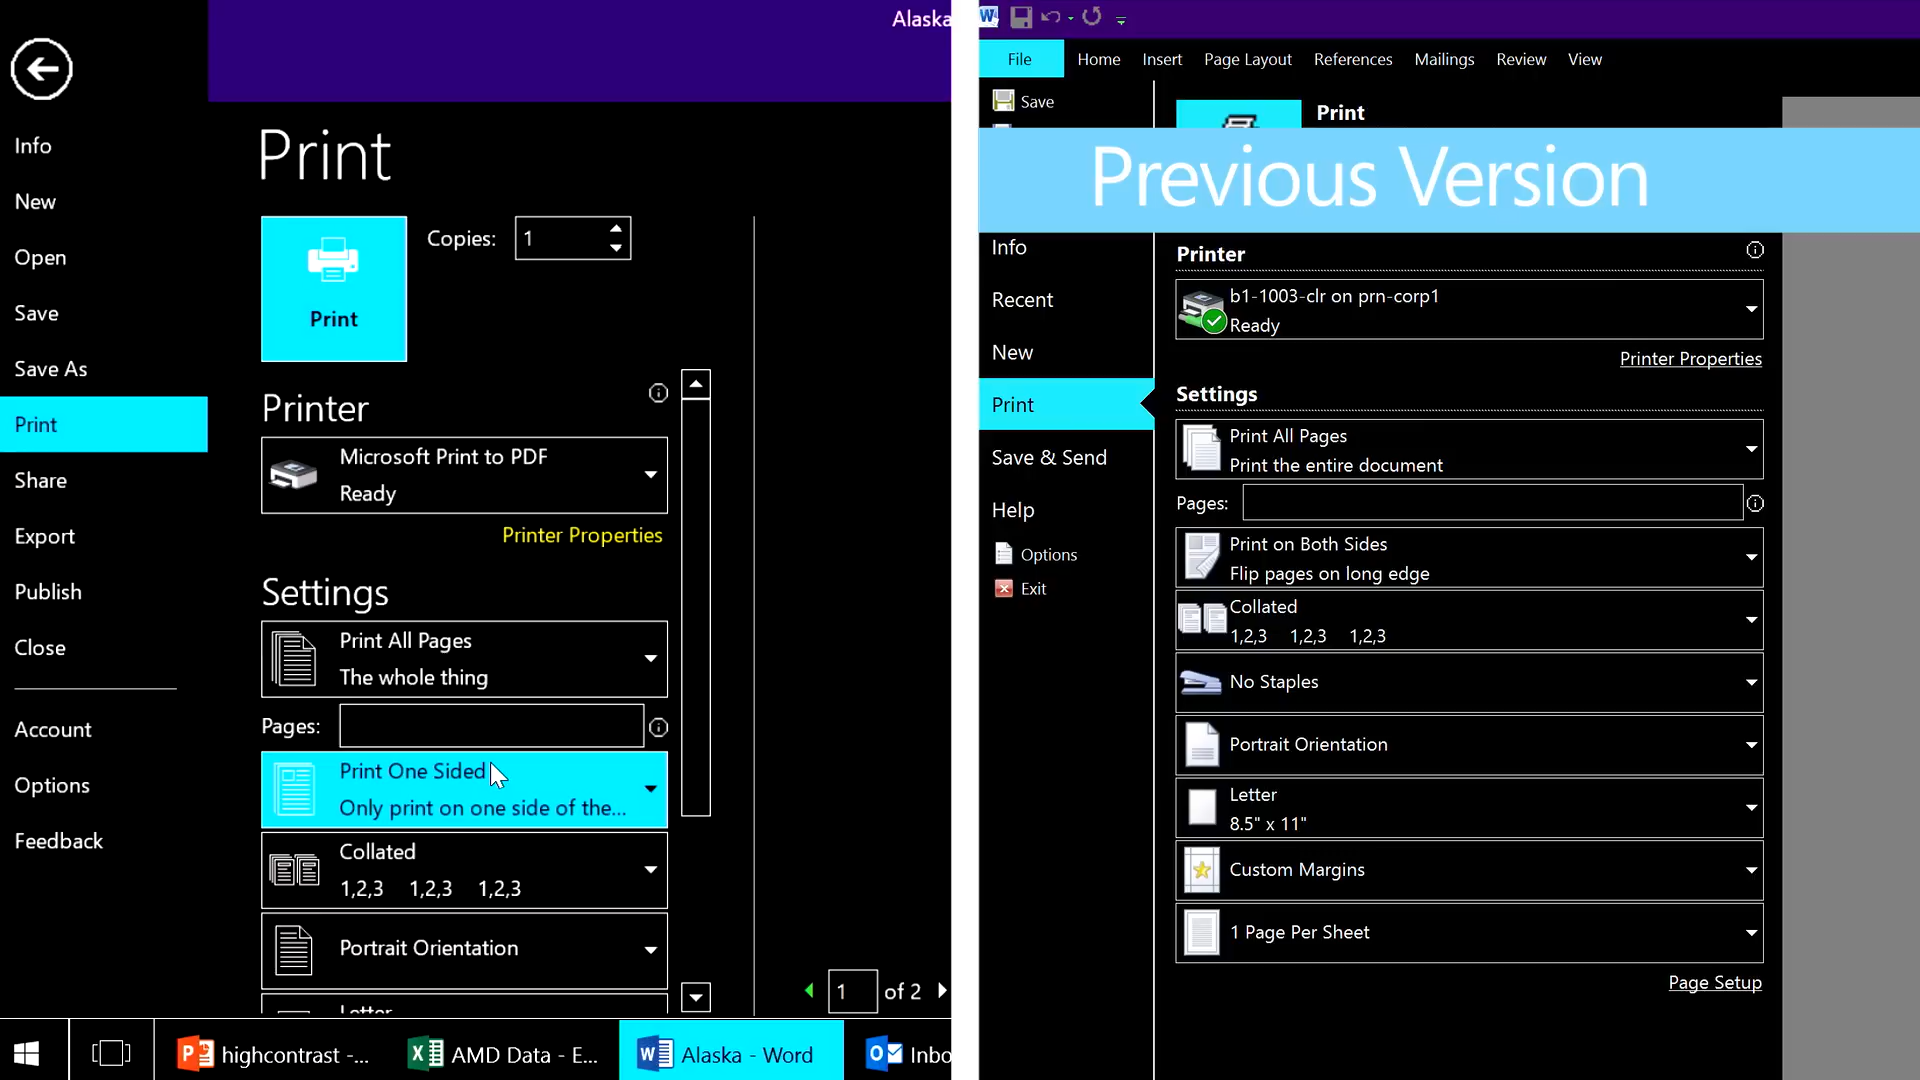 Alaska
Info
New
Open
Save
Save As
Print
Share
Export
Publish
Close
Account
Options
Feedback
Print
Print
Copies: 1
Printer
Microsoft Print to PDF
Ready
Printer Properties
Settings
Print All Pages
The whole thing
Pages:
Print One Sided
Only print on one side of the...
Collated
1,2,3 1,2,3 1,2,3
Portrait Orientation
Letter
1 of 2
highcontrast -...
AMD Data - E...
Alaska - Word
Inbo
File Home Insert Page Layout References Mailings Review View
Save
Print
Previous Version
Info
Recent
New
Print
Save & Send
Help
Options
Exit
Printer
b1-1003-clr on prn-corp1
Ready
Printer Properties
Settings
Print All Pages
Print the entire document
Pages:
Print on Both Sides
Flip pages on long edge
Collated
1,2,3 1,2,3 1,2,3
No Staples
Portrait Orientation
Letter
8.5" x 11"
Custom Margins
1 Page Per Sheet
Page Setup